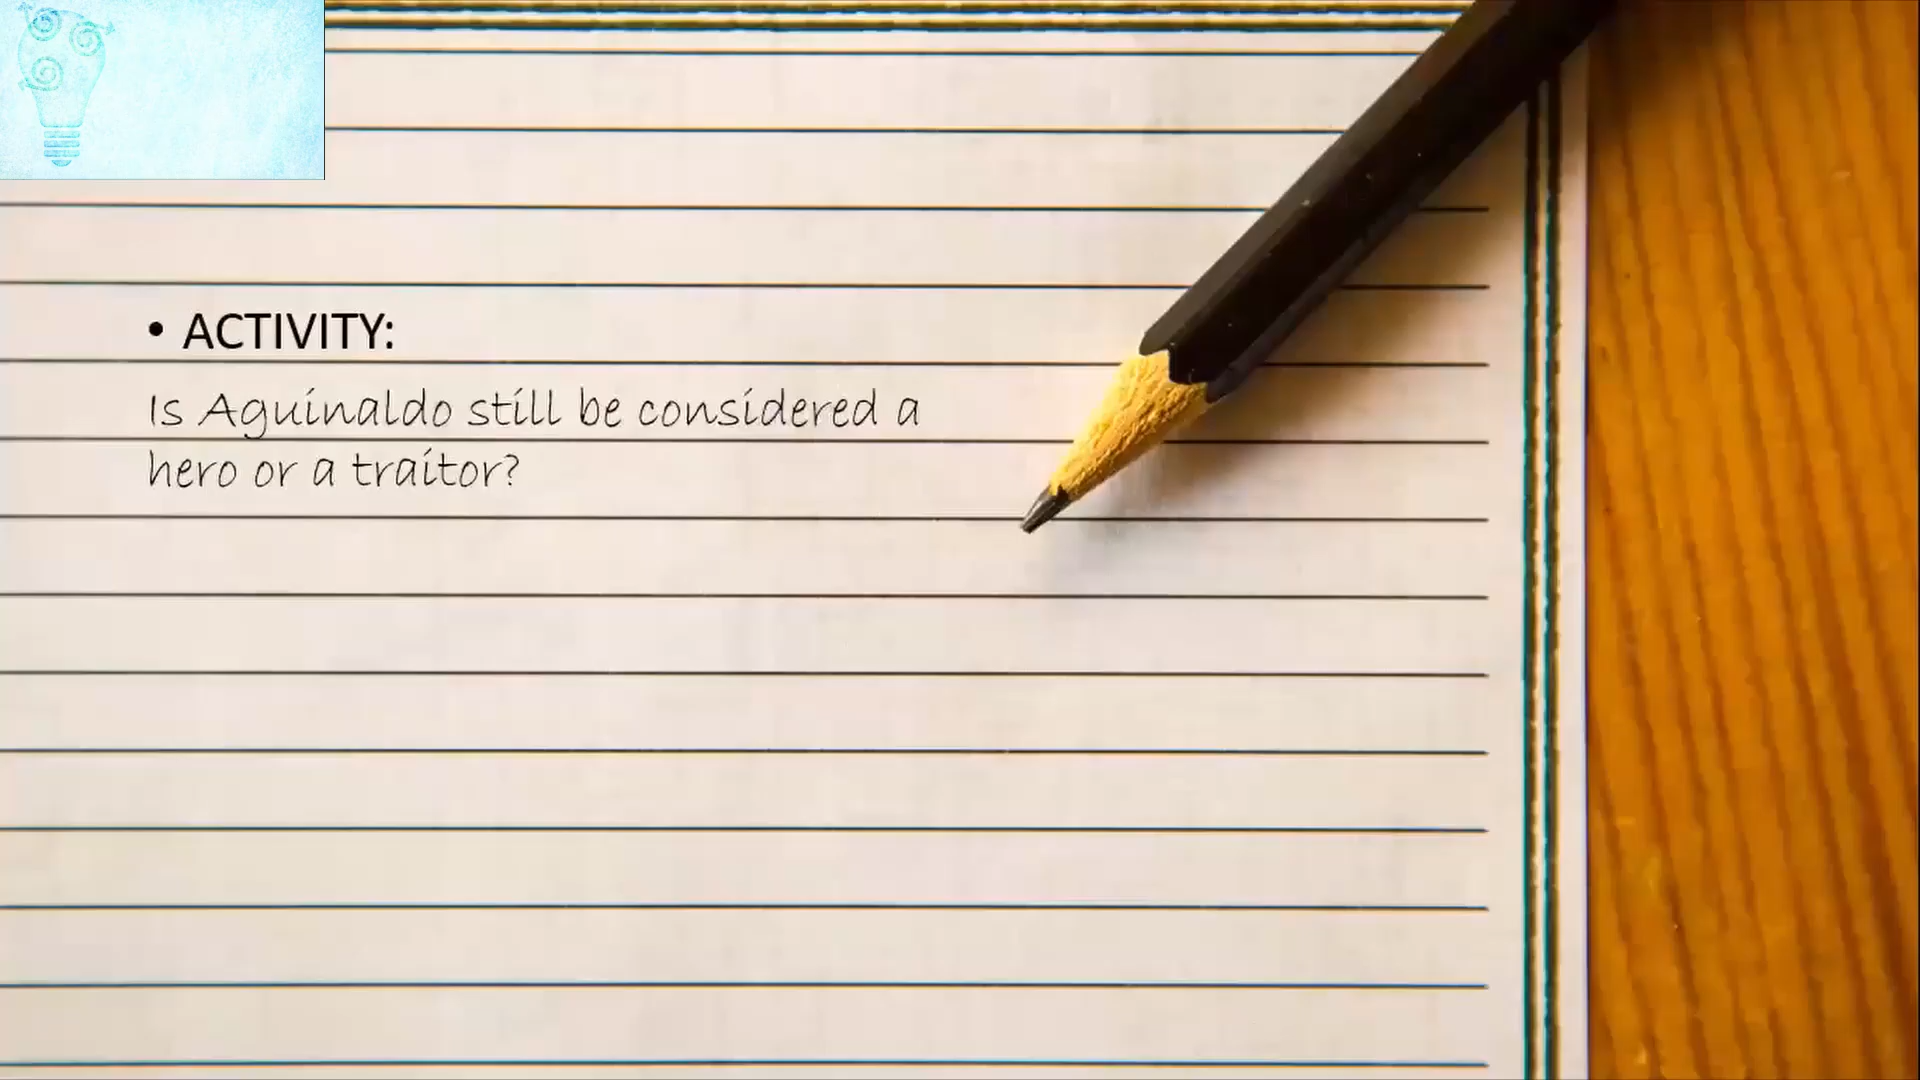 • ACTIVITY:
Is Aguinaldo still be considered a
hero or a traitor?